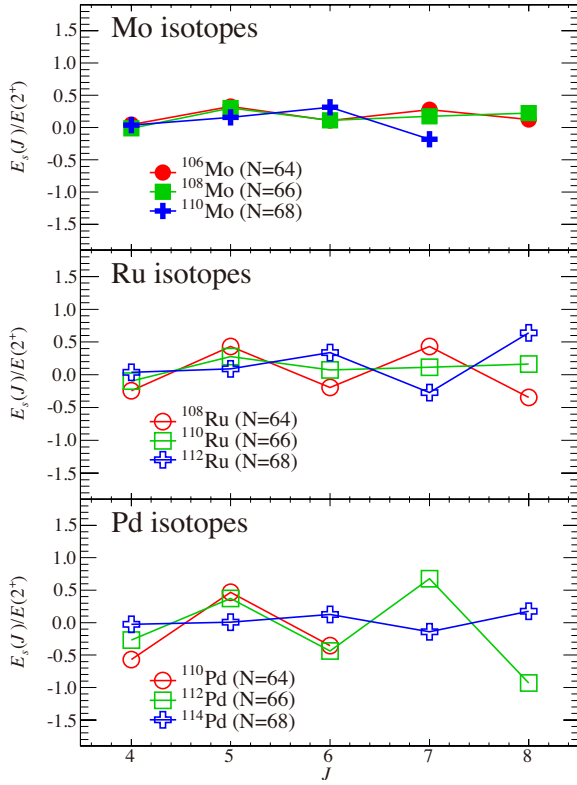 Mo isotopes
1.5
1.0
0.5
0.0
-0.5
-1.0
-1.5
E_s(J)/E(2⁺)
¹⁰⁶Mo (N=64)
¹⁰⁸Mo (N=66)
¹¹⁰Mo (N=68)
Ru isotopes
1.5
1.0
0.5
0.0
-0.5
-1.0
-1.5
E_s(J)/E(2⁺)
¹⁰⁸Ru (N=64)
¹¹⁰Ru (N=66)
¹¹²Ru (N=68)
Pd isotopes
1.5
1.0
0.5
0.0
-0.5
-1.0
-1.5
E_s(J)/E(2⁺)
¹¹⁰Pd (N=64)
¹¹²Pd (N=66)
¹¹⁴Pd (N=68)
4 5 6 7 8
J